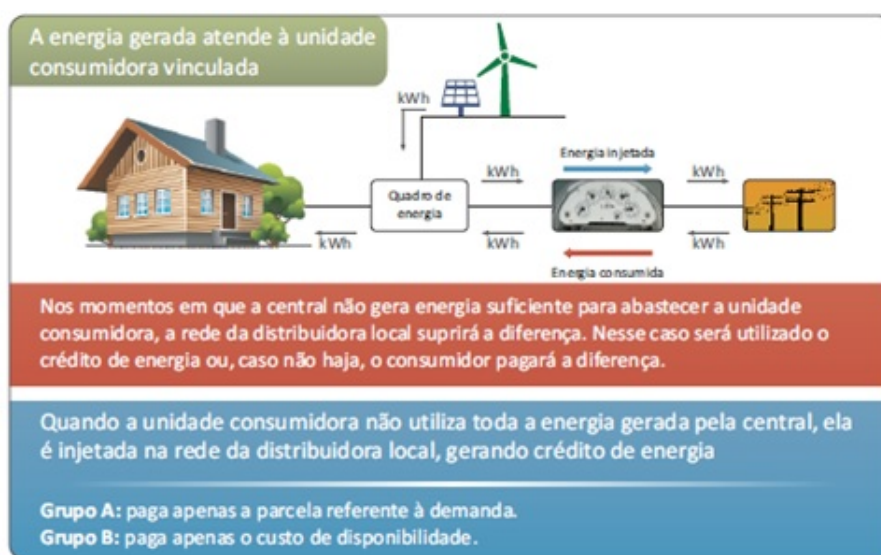 A energia gerada atende à unidade
consumidora vinculada
kWh
Energia injetada
kWh
kWh
Quadro de
energia
kWh
kWh
kWh
Energia consumida
Nos momentos em que a central não gera energia suficiente para abastecer a unidade
consumidora, a rede da distribuidora local suprirá a diferença. Nesse caso será utilizado o
crédito de energia ou, caso não haja, o consumidor pagará a diferença.
Quando a unidade consumidora não utiliza toda a energia gerada pela central, ela
é injetada na rede da distribuidora local, gerando crédito de energia
Grupo A: paga apenas a parcela referente à demanda.
Grupo B: paga apenas o custo de disponibilidade.